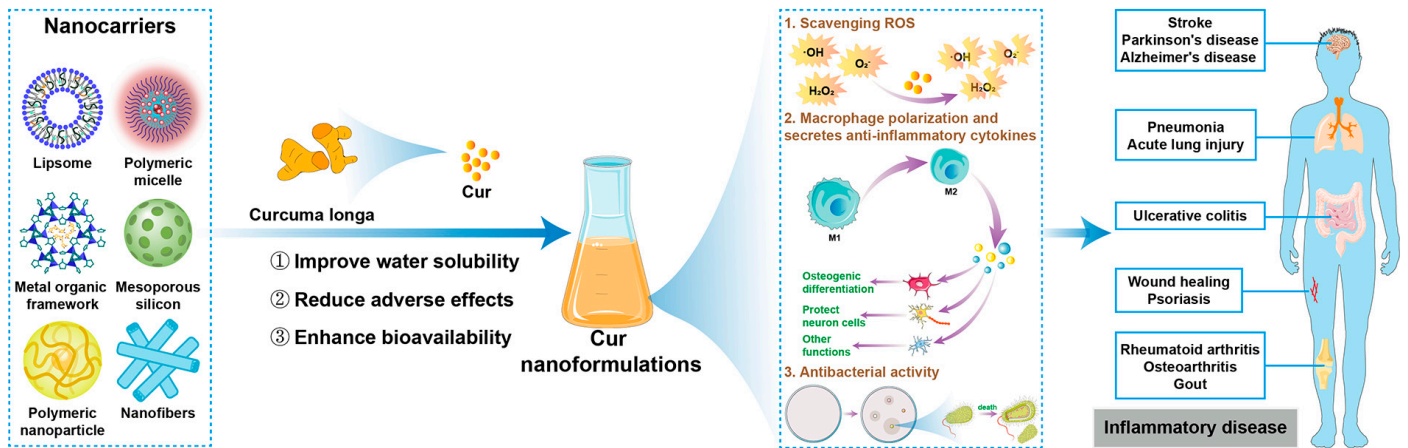 Nanocarriers
Lipsome
Polymeric
micelle
Metal organic
framework
Mesoporous
silicon
Polymeric
nanoparticle
Nanofibers
Curcuma longa
Cur
① Improve water solubility
② Reduce adverse effects
③ Enhance bioavailability
Cur
nanoformulations
1. Scavenging ROS
·OH
O₂⁻
H₂O₂
·OH
O₂⁻
H₂O₂
2. Macrophage polarization and
secretes anti-inflammatory cytokines
M1
M2
Osteogenic
differentiation
Protect
neuron cells
Other
functions
3. Antibacterial activity
death
Stroke
Parkinson's disease
Alzheimer's disease
Pneumonia
Acute lung injury
Ulcerative colitis
Wound healing
Psoriasis
Rheumatoid arthritis
Osteoarthritis
Gout
Inflammatory disease